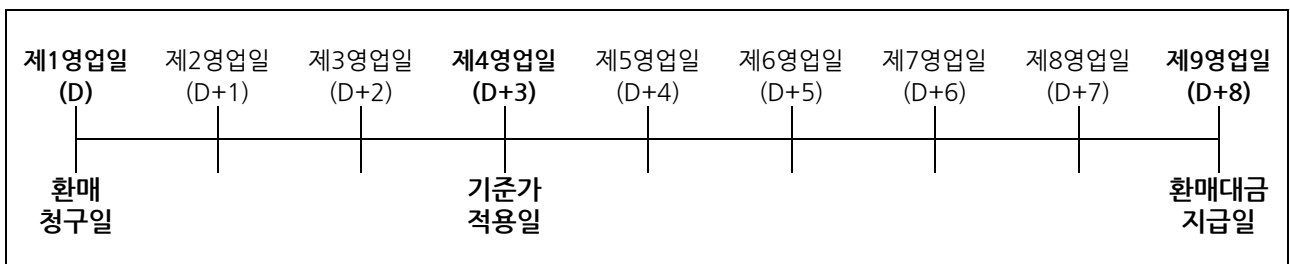 제1영업일 제2영업일 제3영업일 제4영업일 제5영업일 제6영업일 제7영업일 제8영업일 제9영업일
(D) (D+1) (D+2) (D+3) (D+4) (D+5) (D+6) (D+7) (D+8)
환매 기준가 환매대금
청구일 적용일 지급일